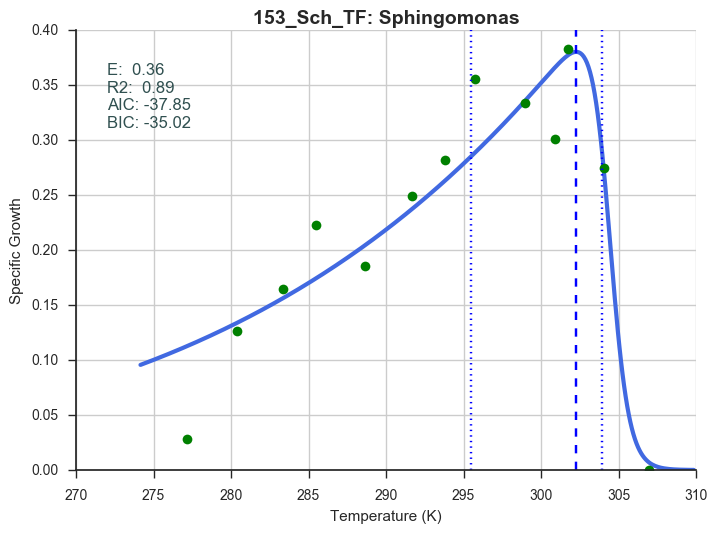 153_Sch_TF: Sphingomonas
E: 0.36
R2: 0.89
AIC: -37.85
BIC: -35.02
Specific Growth
0.40
0.35
0.30
0.25
0.20
0.15
0.10
0.05
0.00
270 275 280 285 290 295 300 305 310
Temperature (K)